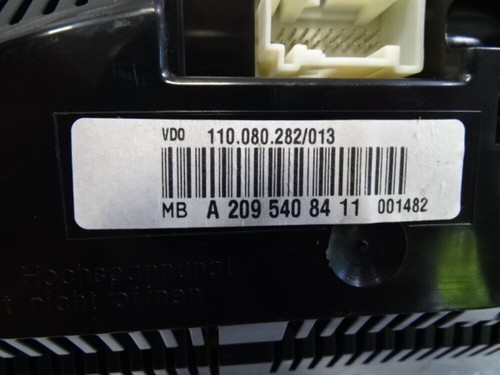 VDO 110.080.282/013
MB A 209 540 84 11 001482
Hochspannung!
nicht öffnen